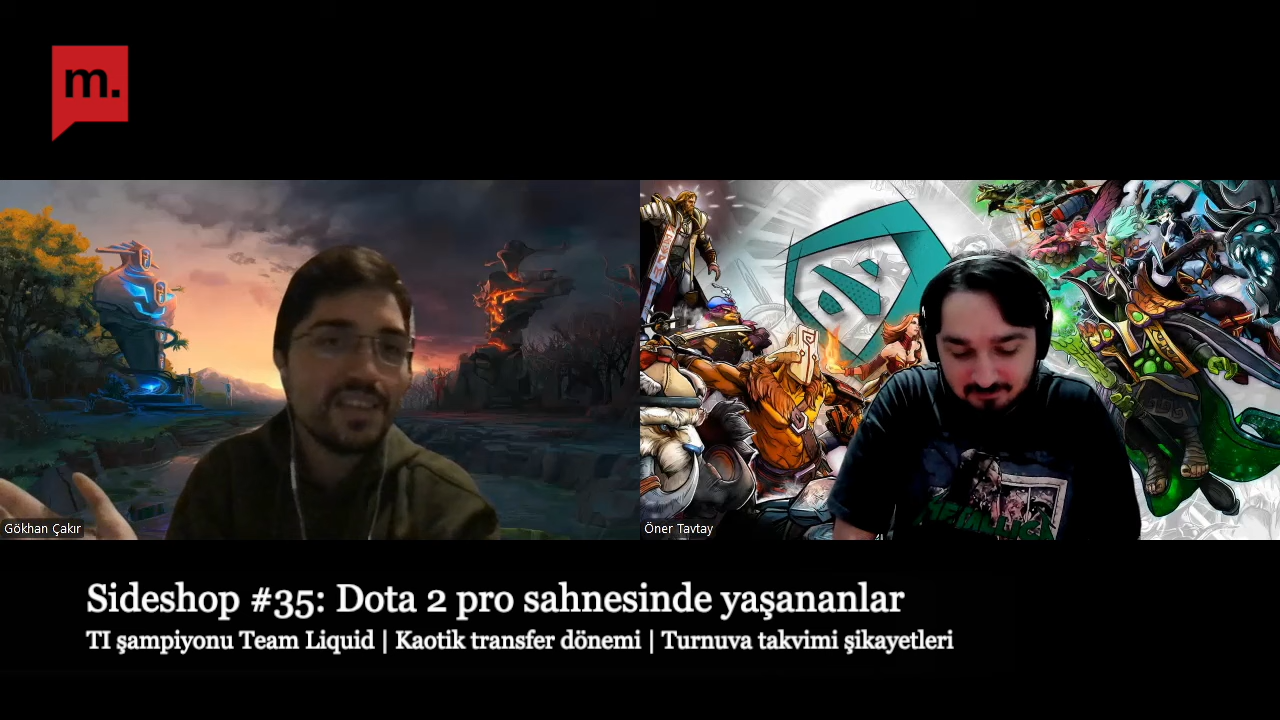 m.
Gökhan Çakır
Öner Tavtay
METALLICA
Sideshop #35: Dota 2 pro sahnesinde yaşananlar
TI şampiyonu Team Liquid | Kaotik transfer dönemi | Turnuva takvimi şikayetleri